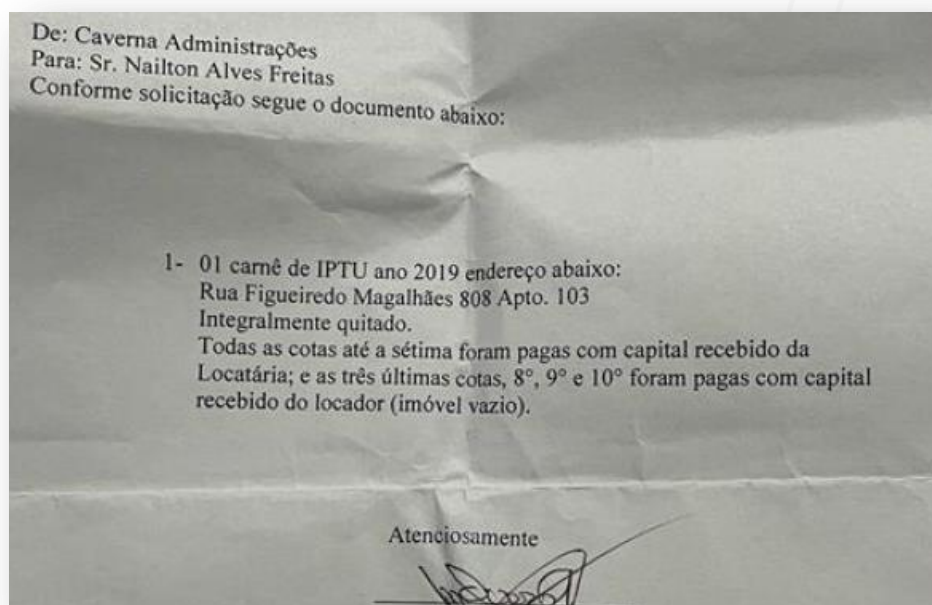 De: Caverna Administrações
Para: Sr. Nailton Alves Freitas
Conforme solicitação segue o documento abaixo:
1- 01 carnê de IPTU ano 2019 endereço abaixo:
Rua Figueiredo Magalhães 808 Apto. 103
Integralmente quitado.
Todas as cotas até a sétima foram pagas com capital recebido da
Locatária; e as três últimas cotas, 8°, 9° e 10° foram pagas com capital
recebido do locador (imóvel vazio).
Atenciosamente